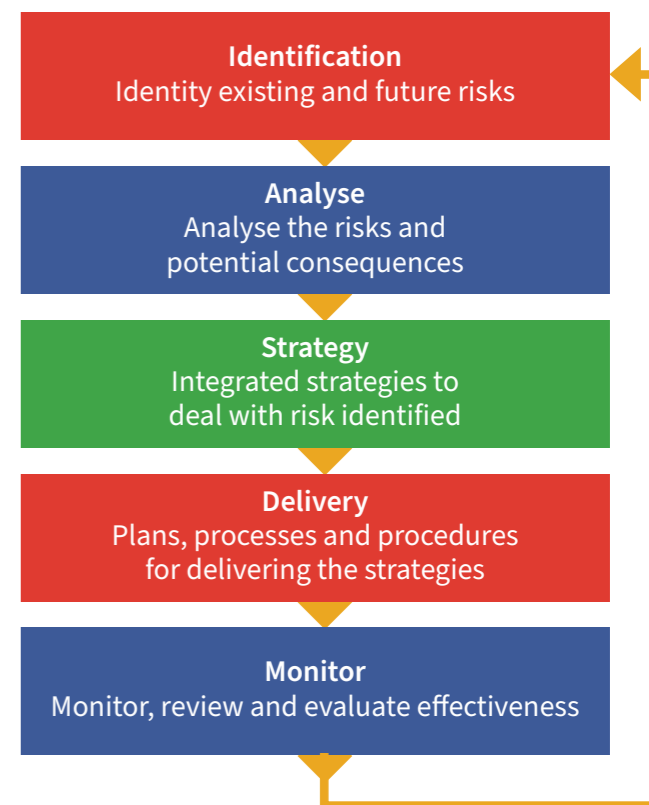 Identification
Identity existing and future risks
Analyse
Analyse the risks and
potential consequences
Strategy
Integrated strategies to
deal with risk identified
Delivery
Plans, processes and procedures
for delivering the strategies
Monitor
Monitor, review and evaluate effectiveness